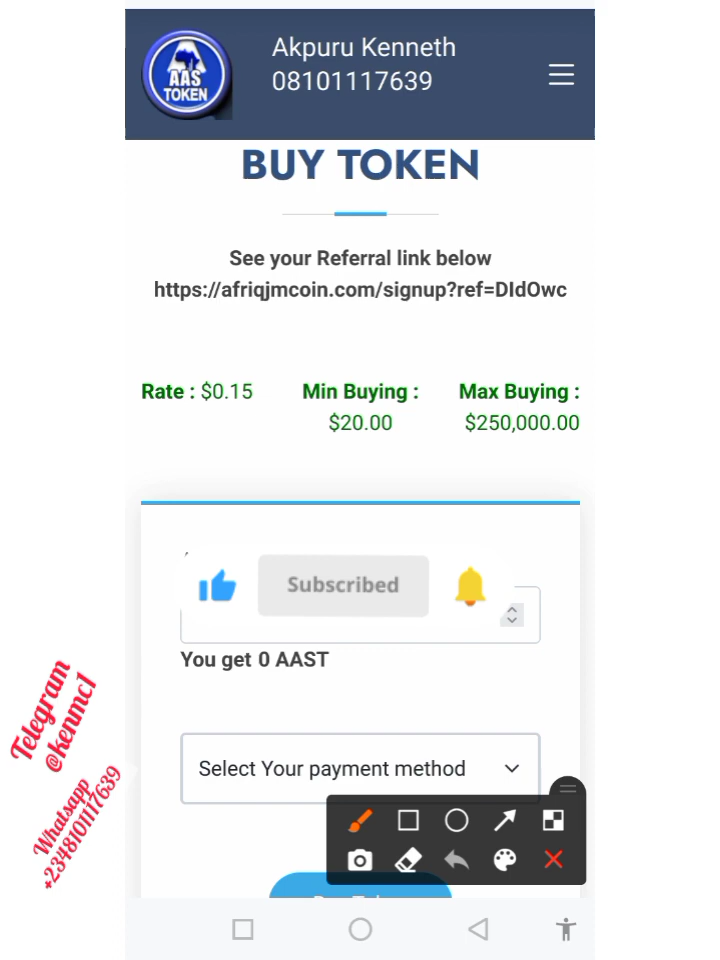 AAS
TOKEN
Akpuru Kenneth
08101117639
BUY TOKEN
See your Referral link below
https://afriqjmcoin.com/signup?ref=DIdOwc
Rate : $0.15
Min Buying :
$20.00
Max Buying :
$250,000.00
Subscribed
You get 0 AAST
Select Your payment method
Telegram
@kenmc1
Whatsapp
+2348101117639